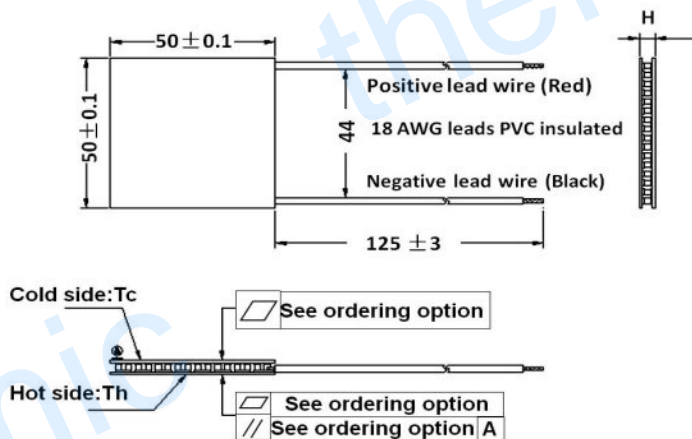 50±0.1
H
50±0.1
Positive lead wire (Red)
44
18 AWG leads PVC insulated
Negative lead wire (Black)
125 ±3
Cold side:Tc
See ordering option
A
Hot side:Th
See ordering option
// See ordering option A